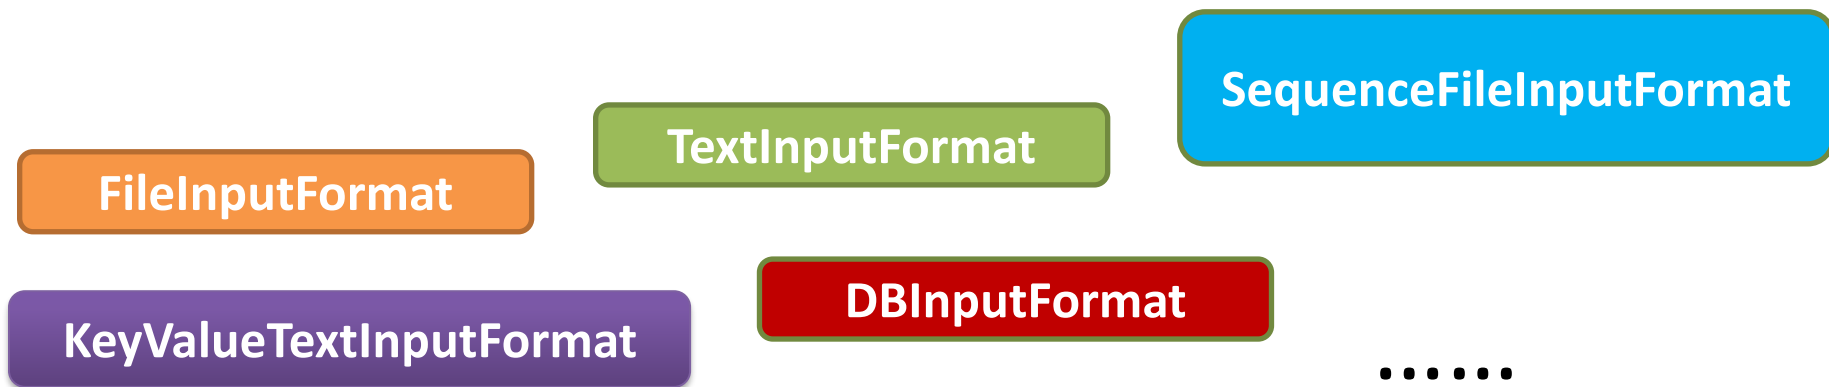 SequenceFileInputFormat
TextInputFormat
FileInputFormat
DBInputFormat
KeyValueTextInputFormat
······